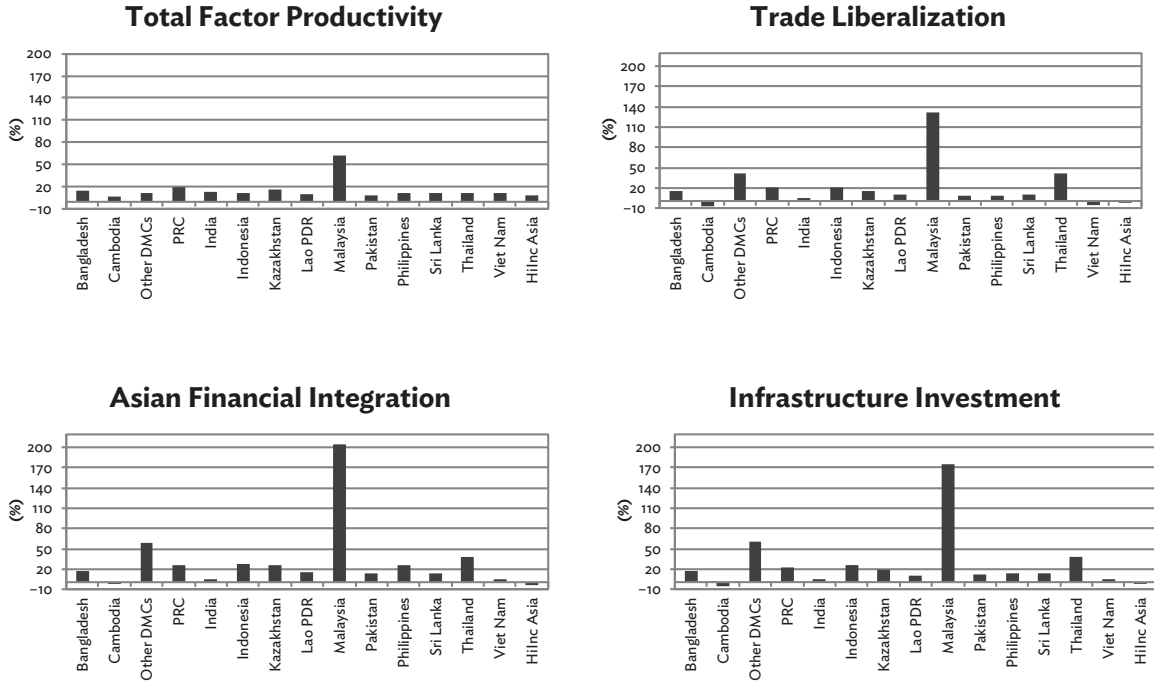 Total Factor Productivity
200
170
140
110
80
50
20
−10
(%)
Bangladesh
Cambodia
Other DMCs
PRC
India
Indonesia
Kazakhstan
Lao PDR
Malaysia
Pakistan
Philippines
Sri Lanka
Thailand
Viet Nam
HiInc Asia
Trade Liberalization
200
170
140
110
80
50
20
−10
(%)
Bangladesh
Cambodia
Other DMCs
PRC
India
Indonesia
Kazakhstan
Lao PDR
Malaysia
Pakistan
Philippines
Sri Lanka
Thailand
Viet Nam
HiInc Asia
Asian Financial Integration
200
170
140
110
80
50
20
−10
(%)
Bangladesh
Cambodia
Other DMCs
PRC
India
Indonesia
Kazakhstan
Lao PDR
Malaysia
Pakistan
Philippines
Sri Lanka
Thailand
Viet Nam
HiInc Asia
Infrastructure Investment
200
170
140
110
80
50
20
−10
(%)
Bangladesh
Cambodia
Other DMCs
PRC
India
Indonesia
Kazakhstan
Lao PDR
Malaysia
Pakistan
Philippines
Sri Lanka
Thailand
Viet Nam
HiInc Asia